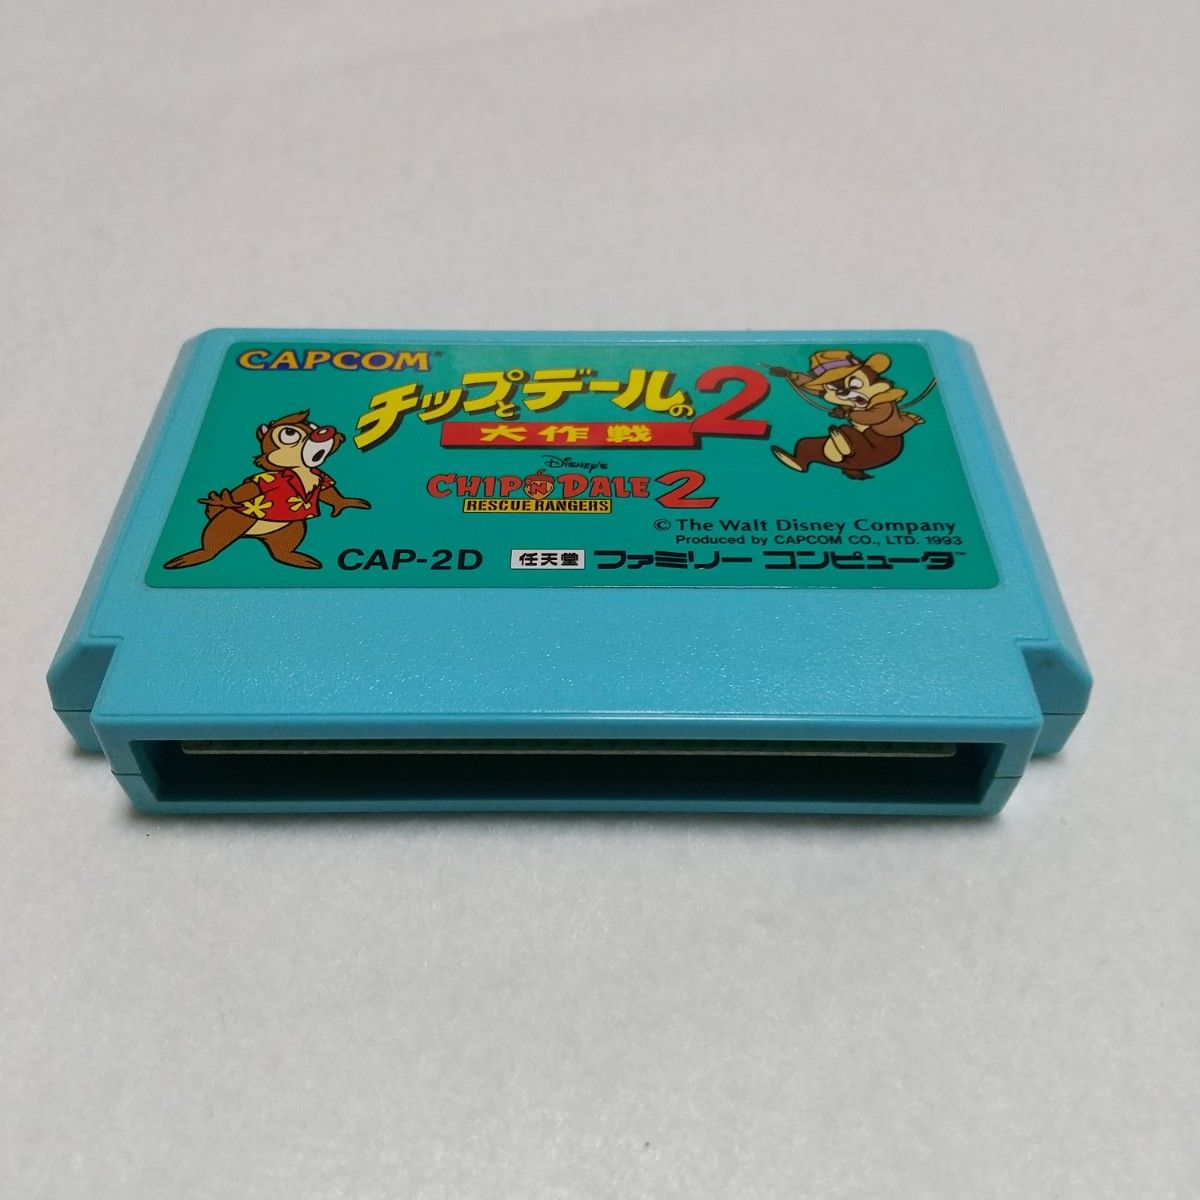 CAPCOM®
チップとデールの
大作戦2
Disney's
CHIP'N DALE 2
RESCUE RANGERS
© The Walt Disney Company
Produced by CAPCOM CO., LTD. 1993
CAP-2D 任天堂 ファミリーコンピュータ™